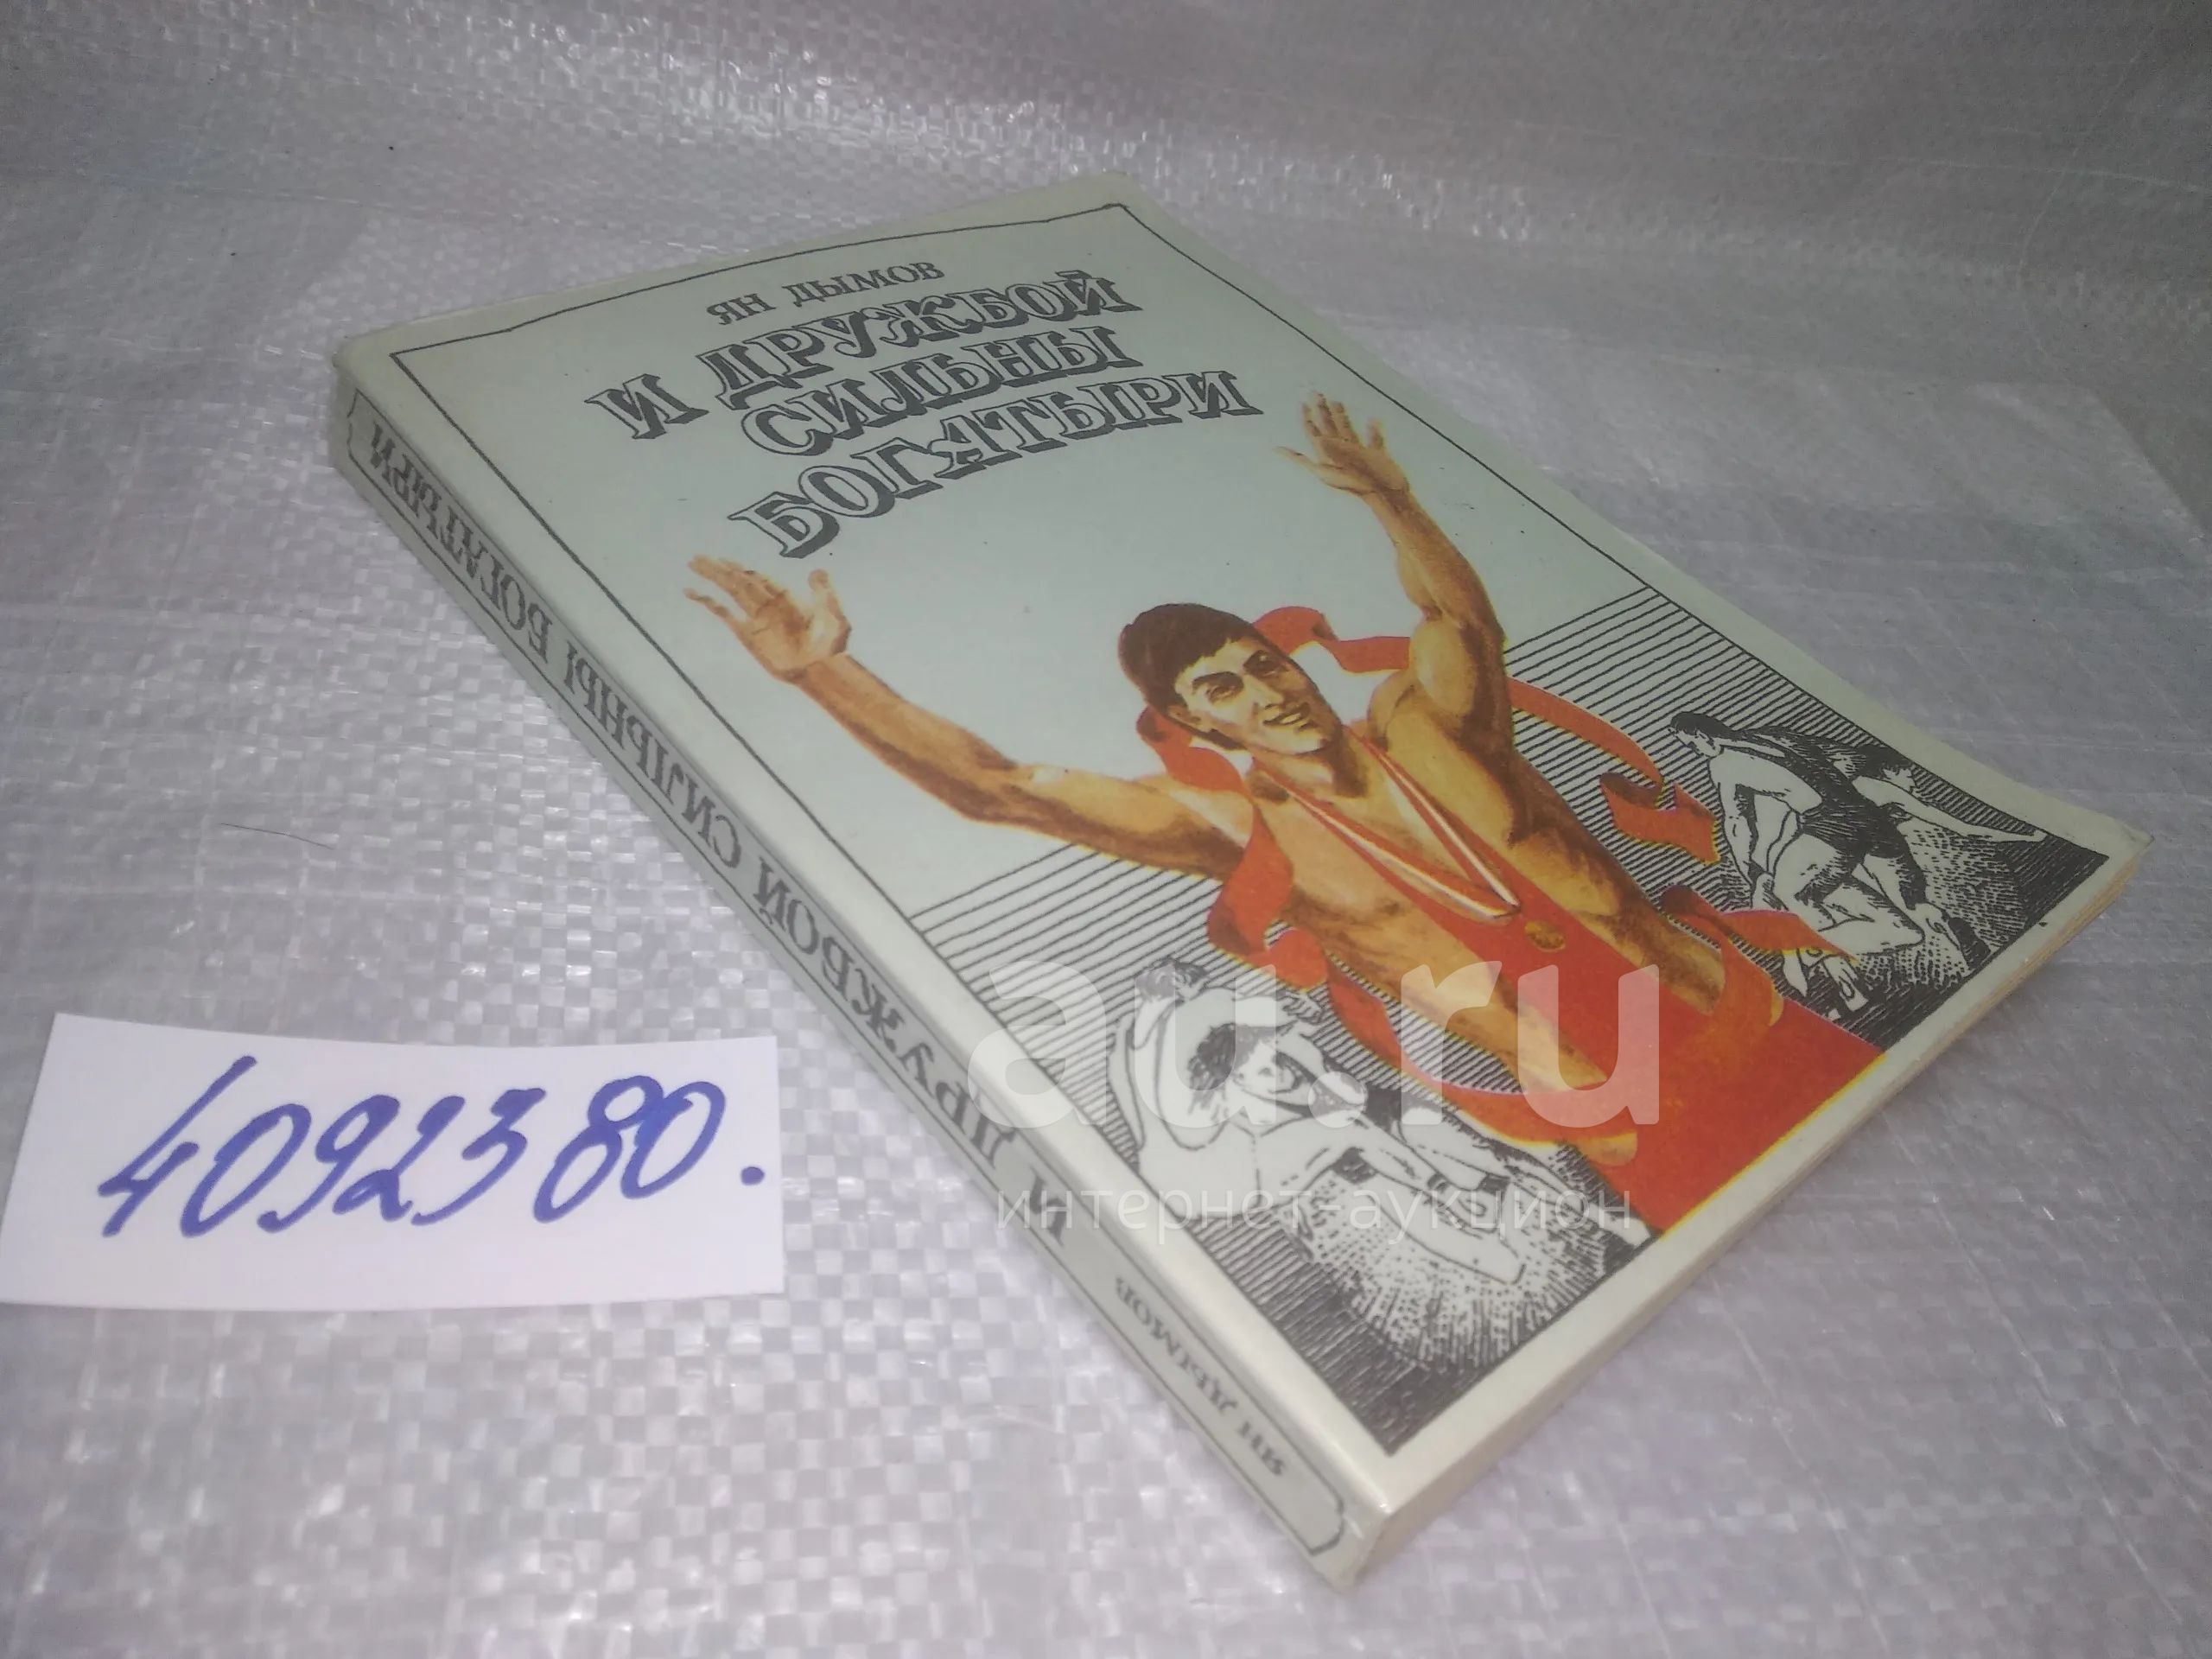 ЯН ДЫМОВ
И ДРУЖБОЙ
СИЛЬНЫ
БОГАТЫРИ
ЯН ДЫМОВ И ДРУЖБОЙ СИЛЬНЫ БОГАТЫРИ
4092380.
au.ru
интернет-аукцион